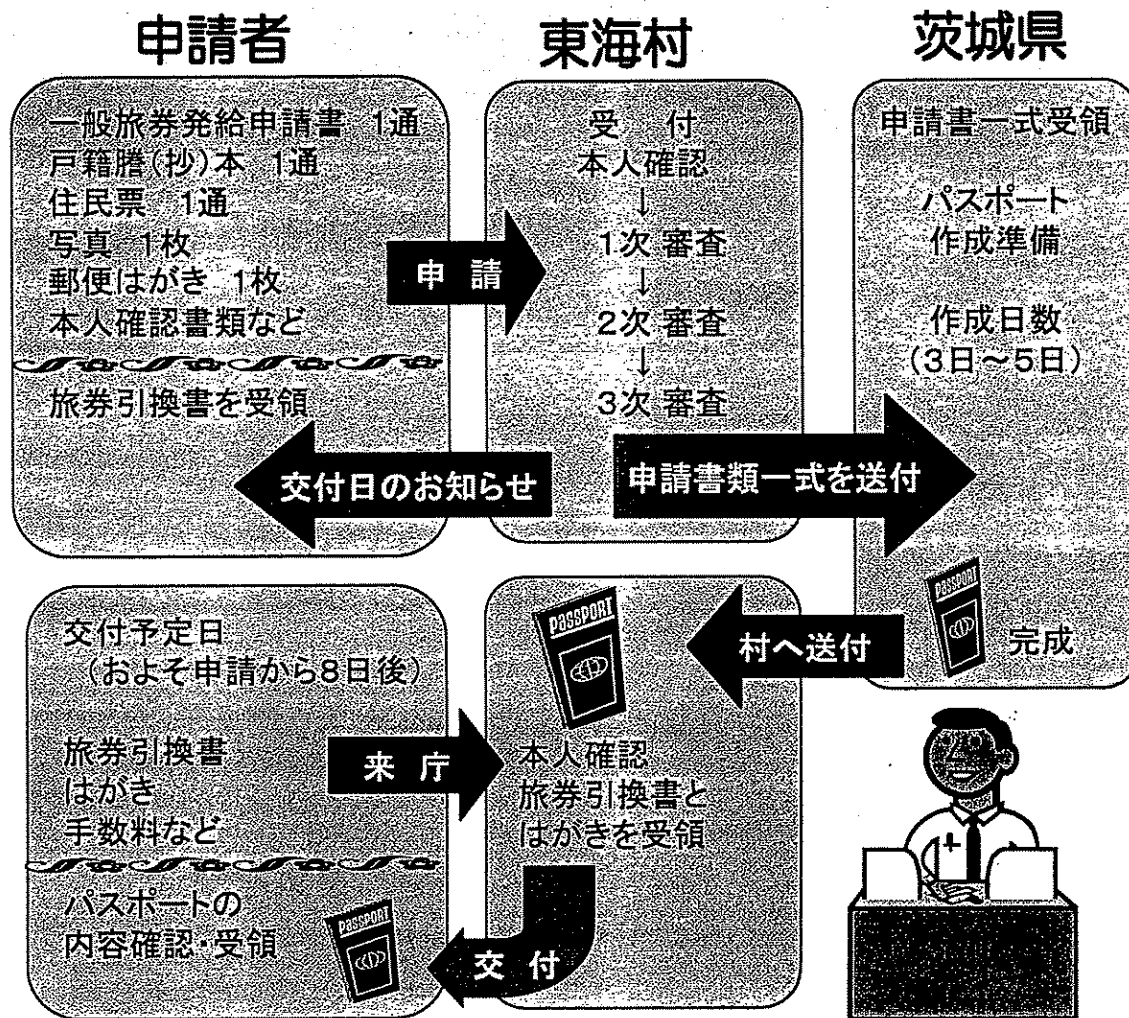 申請者
東海村
茨城県
一般旅券発給申請書 1通
戸籍謄(抄)本 1通
住民票 1通
写真 1枚
郵便はがき 1枚
本人確認書類など
旅券引換書を受領
申 請
受 付
本人確認
↓
1次 審査
↓
2次 審査
↓
3次 審査
交付日のお知らせ
申請書類一式を送付
申請書一式受領
パスポート
作成準備
作成日数
(3日~5日)
PASSPORT
完成
村へ送付
PASSPORT
交付予定日
(およそ申請から8日後)
旅券引換書
はがき
手数料など
来 庁
本人確認
旅券引換書と
はがきを受領
交 付
パスポートの
内容確認・受領
PASSPORT